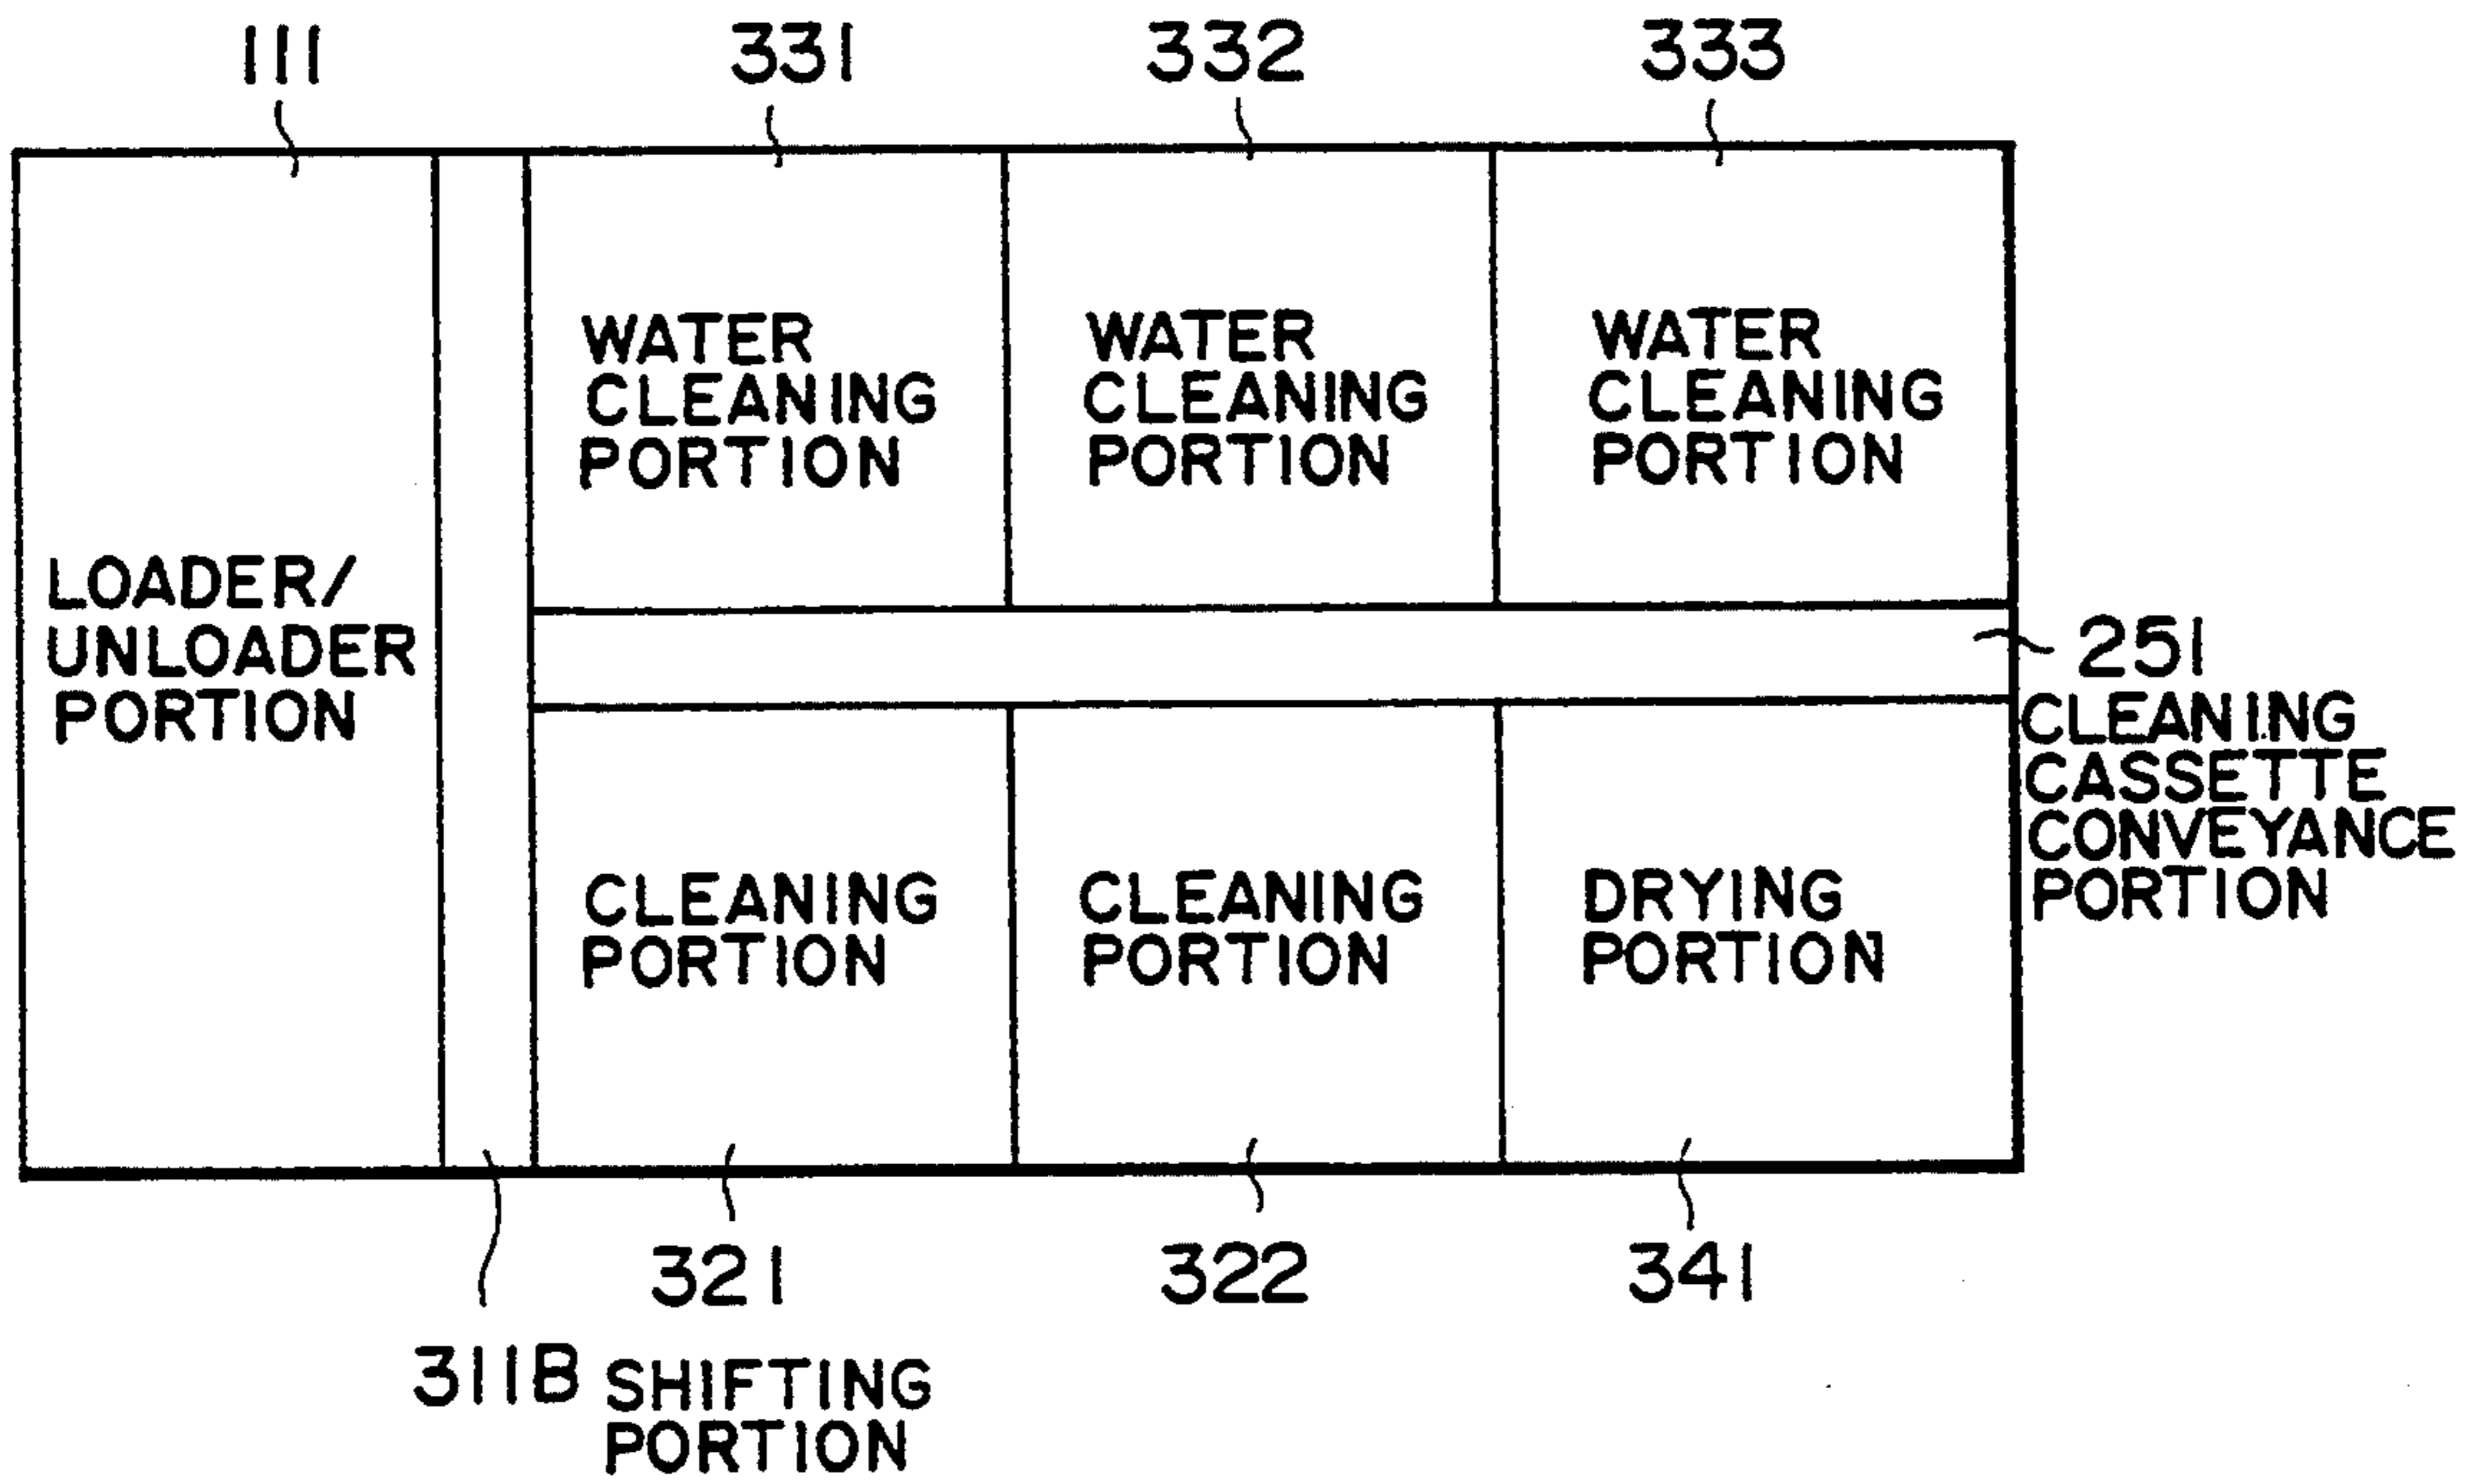 111
331
332
333
WATER
CLEANING
PORTION
WATER
CLEANING
PORTION
WATER
CLEANING
PORTION
LOADER/
UNLOADER
PORTION
251
CLEANING
CASSETTE
CONVEYANCE
PORTION
CLEANING
PORTION
CLEANING
PORTION
DRYING
PORTION
321
322
341
311B SHIFTING
PORTION